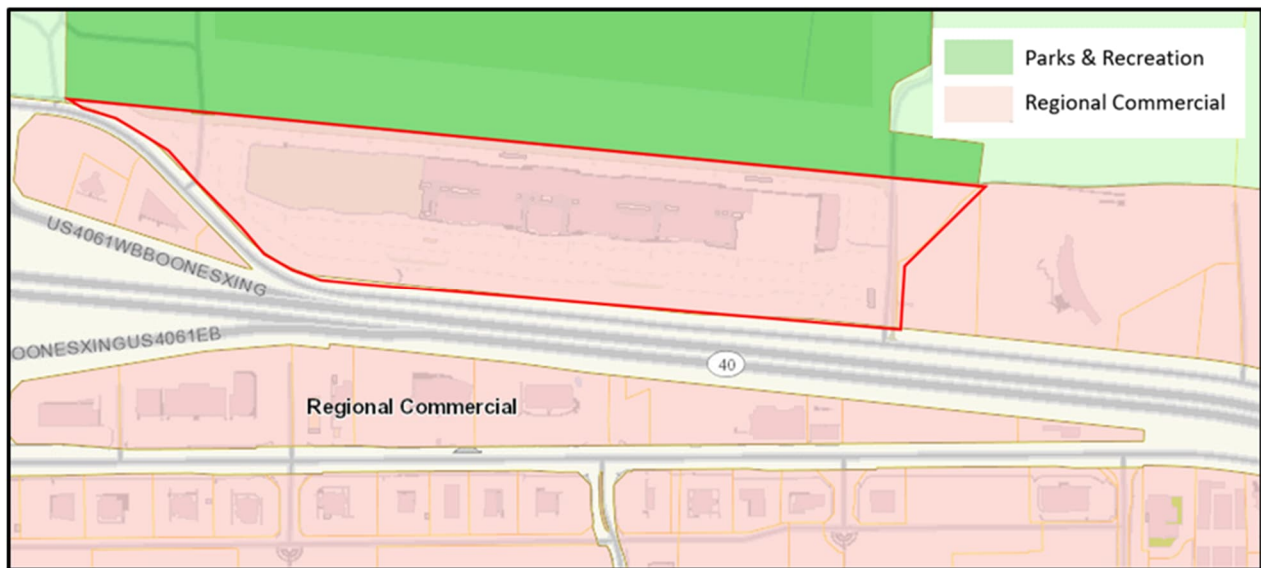 Parks & Recreation
Regional Commercial
US4061WBBOONESXING
OONESXINGUS4061EB
40
Regional Commercial